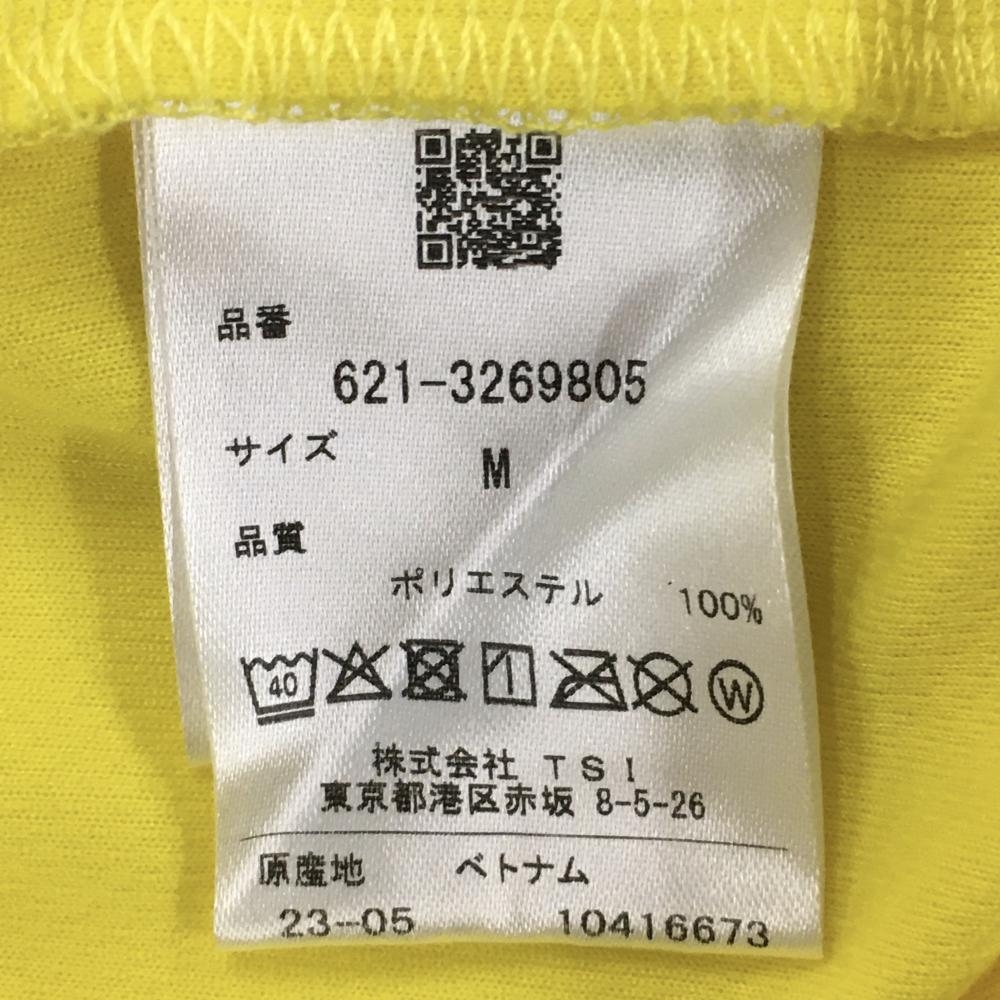 品番
621-3269805
サイズ M
品質
ポリエステル 100%
40 W
株式会社 TSI
東京都港区赤坂 8-5-26
原産地 ベトナム
23-05 10416673